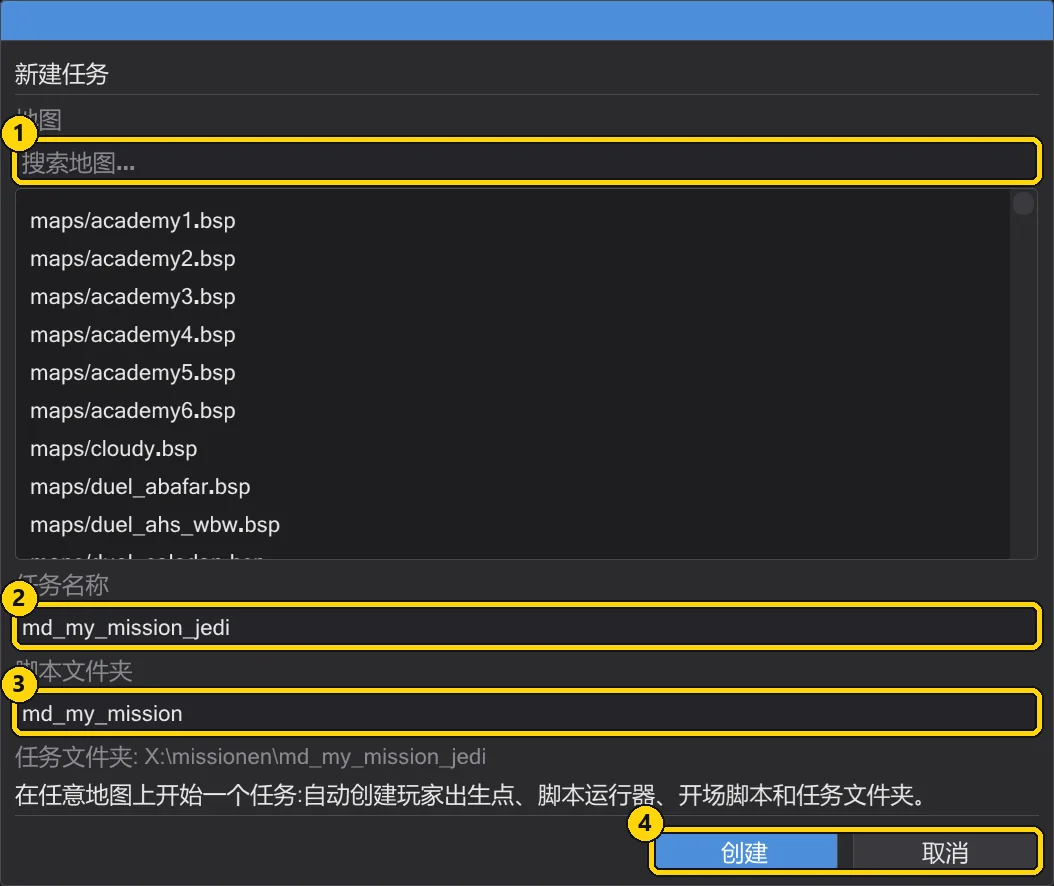 新建任务
地图
1
搜索地图...
maps/academy1.bsp
maps/academy2.bsp
maps/academy3.bsp
maps/academy4.bsp
maps/academy5.bsp
maps/academy6.bsp
maps/cloudy.bsp
maps/duel_abafar.bsp
maps/duel_ahs_wbw.bsp
任务名称
2
md_my_mission_jedi
脚本文件夹
3
md_my_mission
任务文件夹: X:\missionen\md_my_mission_jedi
在任意地图上开始一个任务:自动创建玩家出生点、脚本运行器、开场脚本和任务文件夹。
4
创建 取消